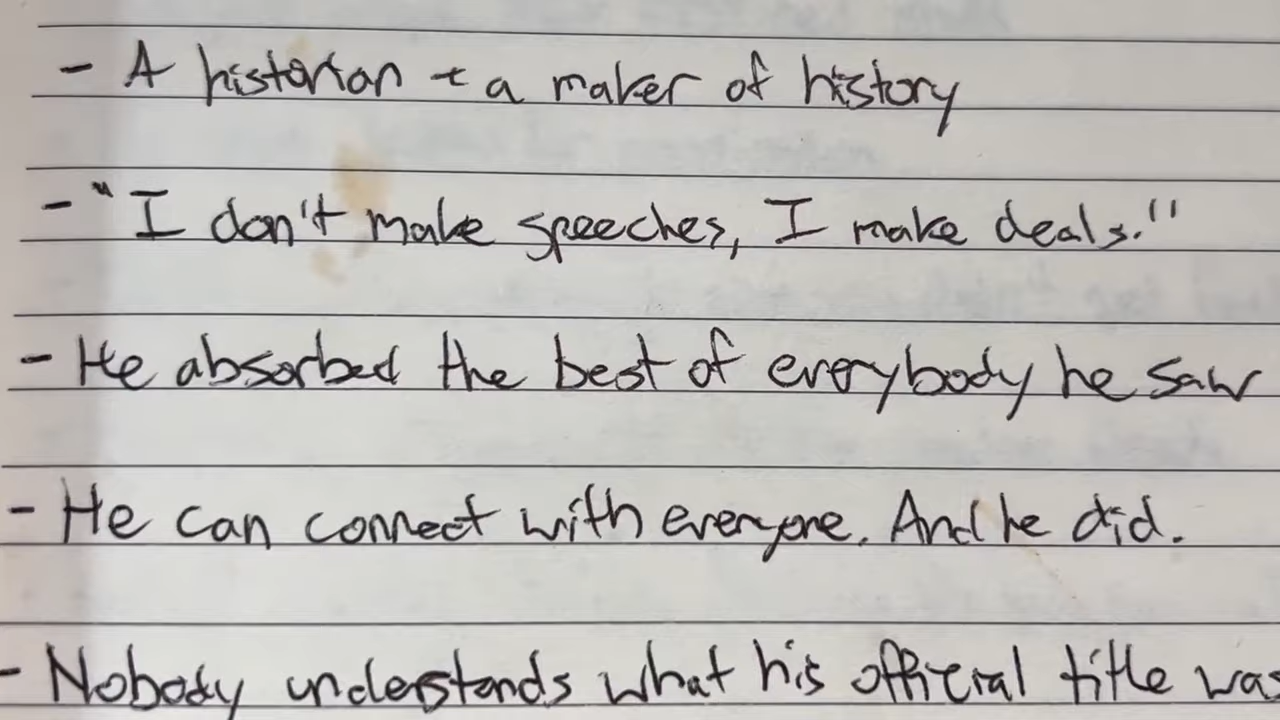 - A historian + a maker of history
- "I don't make speeches, I make deals."
- He absorbed the best of everybody he saw
- He can connect with everyone. And he did.
- Nobody understands what his official title was